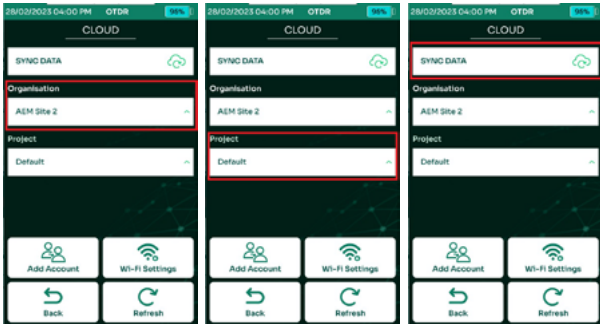 28/02/2023 04:00 PM OTDR 98%
CLOUD
SYNC DATA
Organisation
AEM Site 2
Project
Default
Add Account Wi-Fi Settings
Back Refresh
28/02/2023 04:00 PM OTDR 98%
CLOUD
SYNC DATA
Organisation
AEM Site 2
Project
Default
Add Account Wi-Fi Settings
Back Refresh
28/02/2023 04:00 PM OTDR 98%
CLOUD
SYNC DATA
Organisation
AEM Site 2
Project
Default
Add Account Wi-Fi Settings
Back Refresh